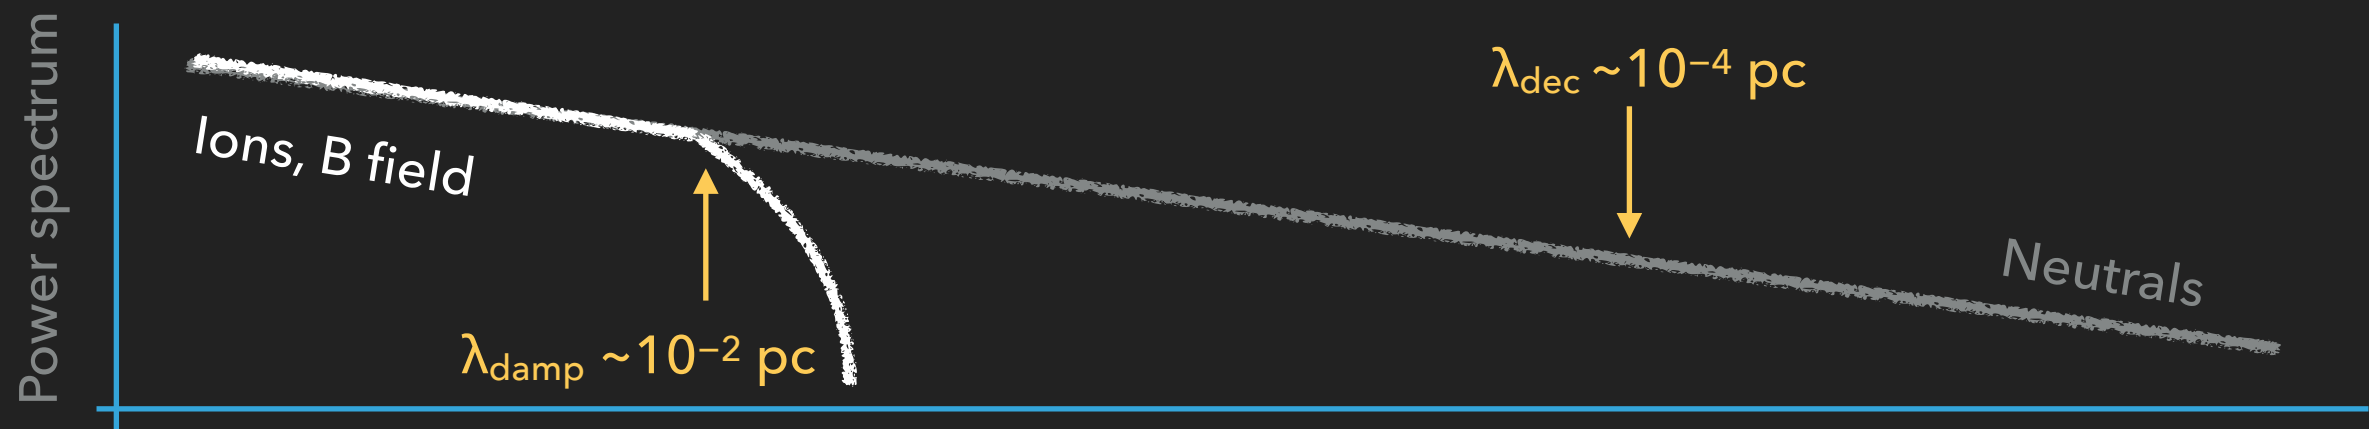 Power spectrum
Ions, B field
λdamp ~10⁻² pc
λdec ~10⁻⁴ pc
Neutrals